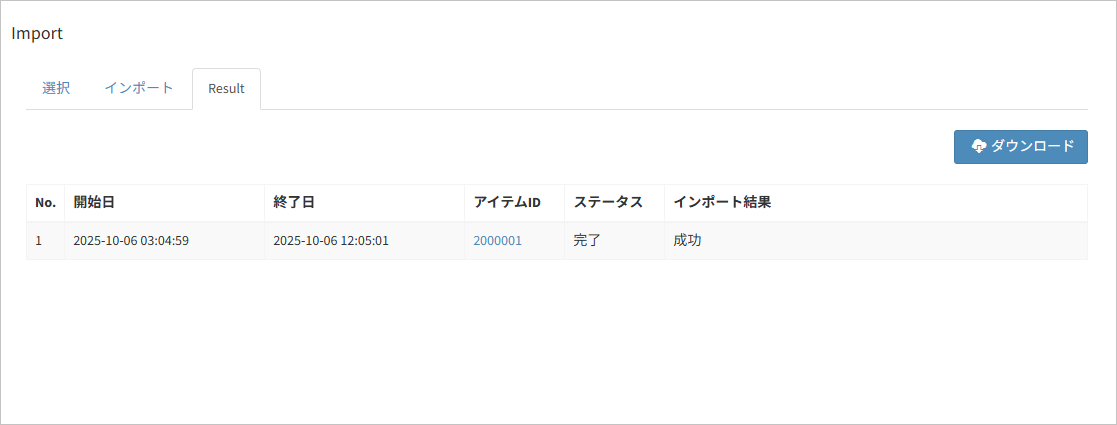 Import
選択 インポート Result
ダウンロード
No. 開始日 終了日 アイテムID ステータス インポート結果
1 2025-10-06 03:04:59 2025-10-06 12:05:01 2000001 完了 成功